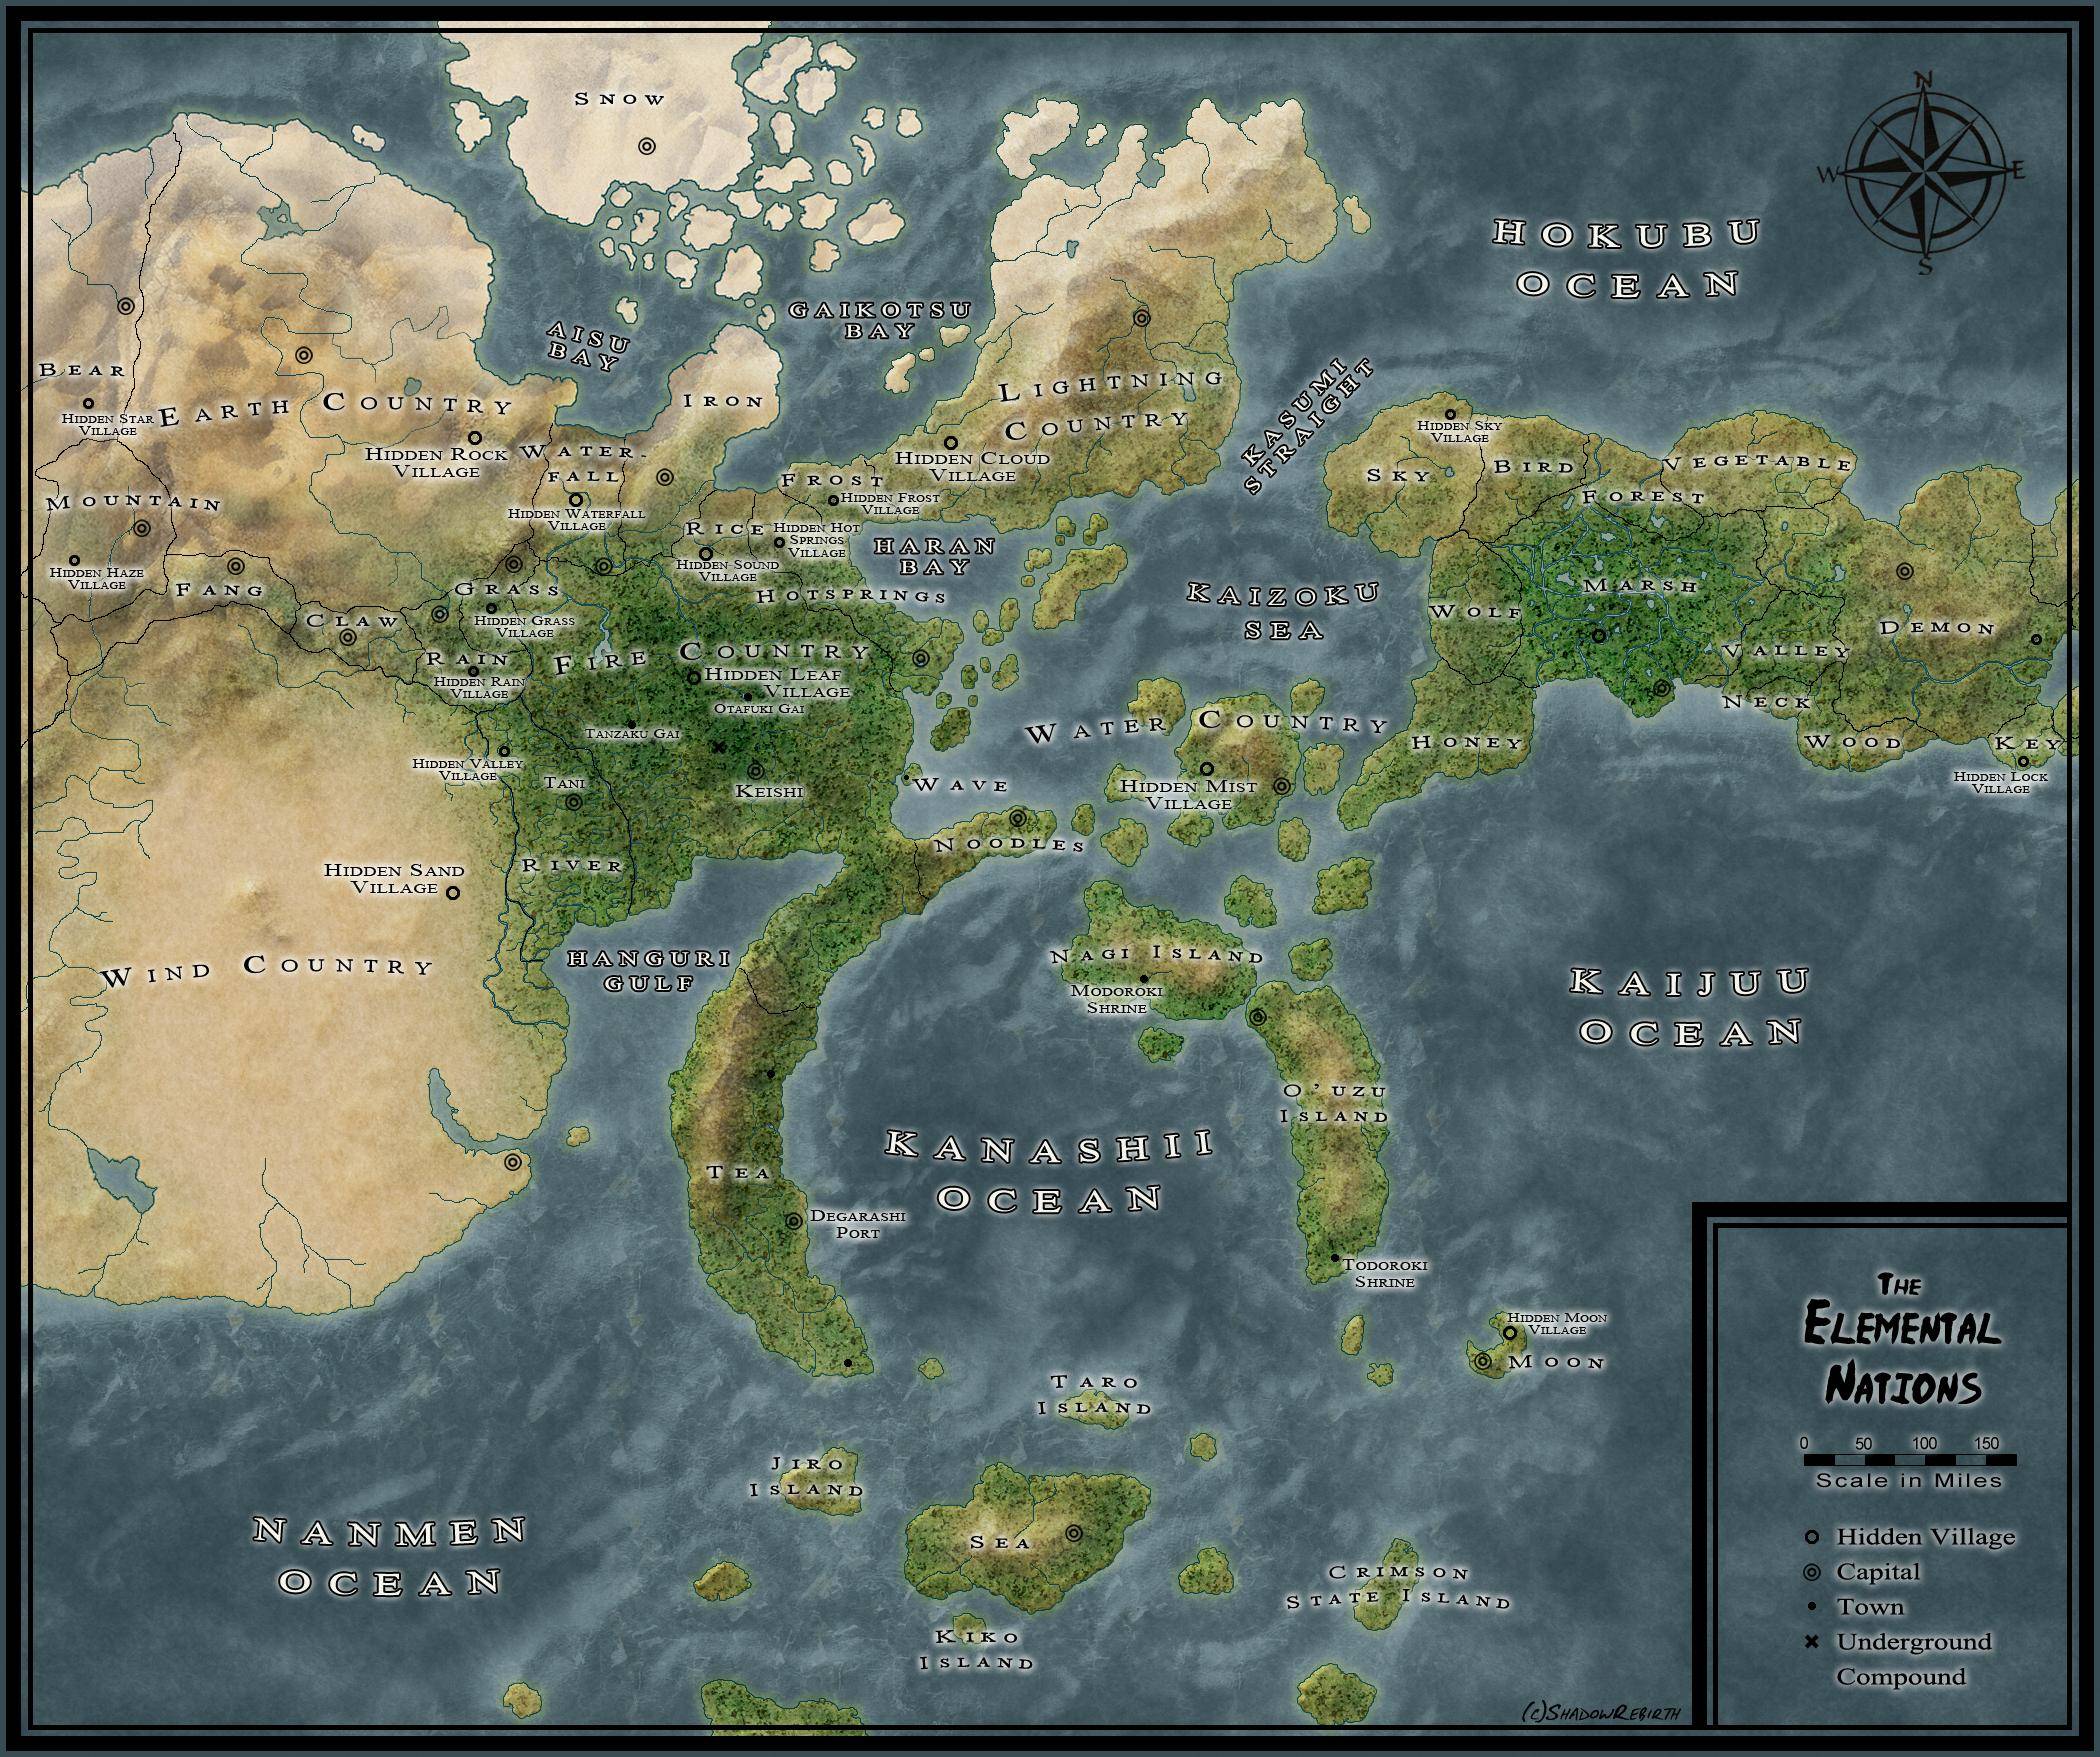 N
W
E
S
SNOW
HOKUBU
OCEAN
GAIKOTSU
BAY
AISU
BAY
BEAR
HIDDEN STAR
VILLAGE
EARTH COUNTRY
HIDDEN ROCK
VILLAGE
WATER-
FALL
HIDDEN WATERFALL
VILLAGE
IRON
LIGHTNING
COUNTRY
HIDDEN CLOUD
VILLAGE
KASUMI
STRAIGHT
FROST
HIDDEN FROST
VILLAGE
RICE
HIDDEN HOT
SPRINGS
VILLAGE
HIDDEN SOUND
VILLAGE
HOTSPRINGS
HARAN
BAY
MOUNTAIN
HIDDEN HAZE
VILLAGE
FANG
CLAW
GRASS
HIDDEN GRASS
VILLAGE
RAIN
HIDDEN RAIN
VILLAGE
FIRE COUNTRY
HIDDEN LEAF
VILLAGE
OTAFUKI GAI
TANZAKU GAI
KEISHI
HIDDEN VALLEY
VILLAGE
TANI
RIVER
HIDDEN SKY
VILLAGE
SKY
BIRD
VEGETABLE
FOREST
MARSH
WOLF
DEMON
VALLEY
NECK
HONEY
WOOD
KEY
HIDDEN LOCK
VILLAGE
KAIZOKU
SEA
WATER COUNTRY
HIDDEN MIST
VILLAGE
WAVE
NOODLES
HIDDEN SAND
VILLAGE
WIND COUNTRY
HANGURI
GULF
NAGI ISLAND
MODOROKI
SHRINE
KAIJUU
OCEAN
O'UZU
ISLAND
KANASHII
OCEAN
TEA
DEGARASHI
PORT
TODOROKI
SHRINE
HIDDEN MOON
VILLAGE
MOON
TARO
ISLAND
JIRO
ISLAND
SEA
NANMEN
OCEAN
CRIMSON
STATE ISLAND
KIKO
ISLAND
THE
ELEMENTAL
NATIONS
0 50 100 150
Scale in Miles
Hidden Village
Capital
Town
Underground
Compound
(c)SHADOWREBIRTH